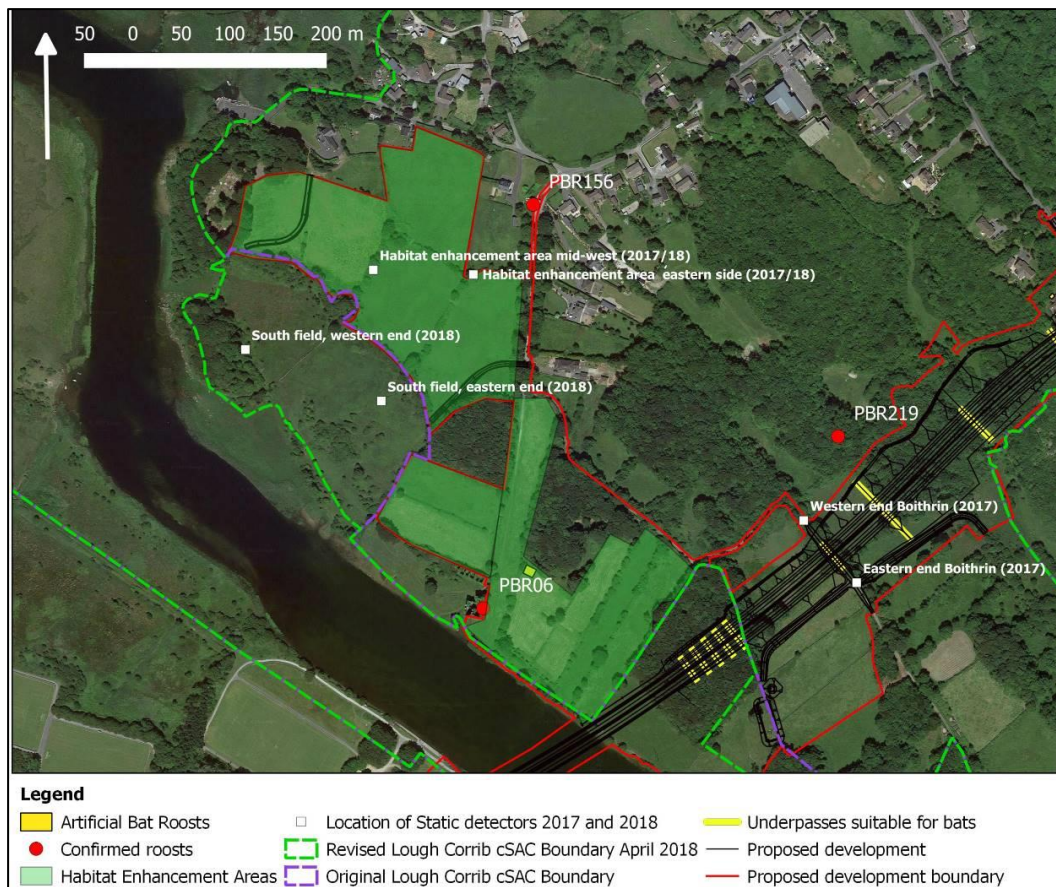 50 0 50 100 150 200 m
PBR156
Habitat enhancement area mid-west (2017/18)
Habitat enhancement area eastern side (2017/18)
South field, western end (2018)
South field, eastern end (2018)
PBR219
Western end Boithrin (2017)
Eastern end Boithrin (2017)
PBR06
Legend
Artificial Bat Roosts
Location of Static detectors 2017 and 2018
Underpasses suitable for bats
Confirmed roosts
Revised Lough Corrib cSAC Boundary April 2018
Proposed development
Habitat Enhancement Areas
Original Lough Corrib cSAC Boundary
Proposed development boundary